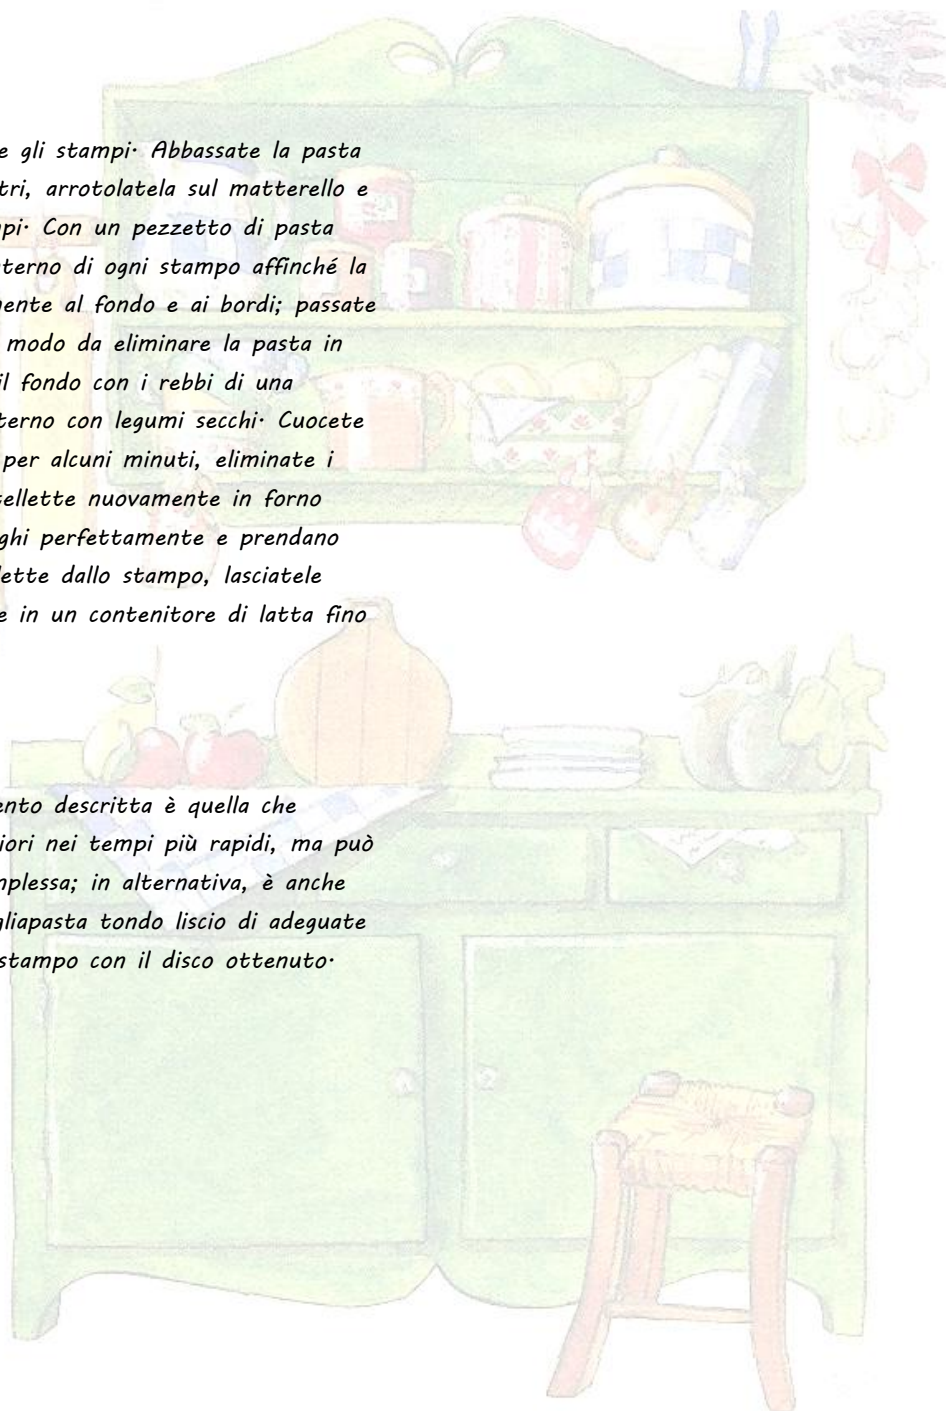 e gli stampi· Abbassate la pasta
tri, arrotolatela sul matterello e
pi· Con un pezzetto di pasta
terno di ogni stampo affinché la
ente al fondo e ai bordi; passate
modo da eliminare la pasta in
il fondo con i rebbi di una
terno con legumi secchi· Cuocete
per alcuni minuti, eliminate i
tellette nuovamente in forno
ghi perfettamente e prendano
lette dallo stampo, lasciatele
e in un contenitore di latta fino
ento descritta è quella che
iori nei tempi più rapidi, ma può
mplessa; in alternativa, è anche
gliapasta tondo liscio di adeguate
stampo con il disco ottenuto·